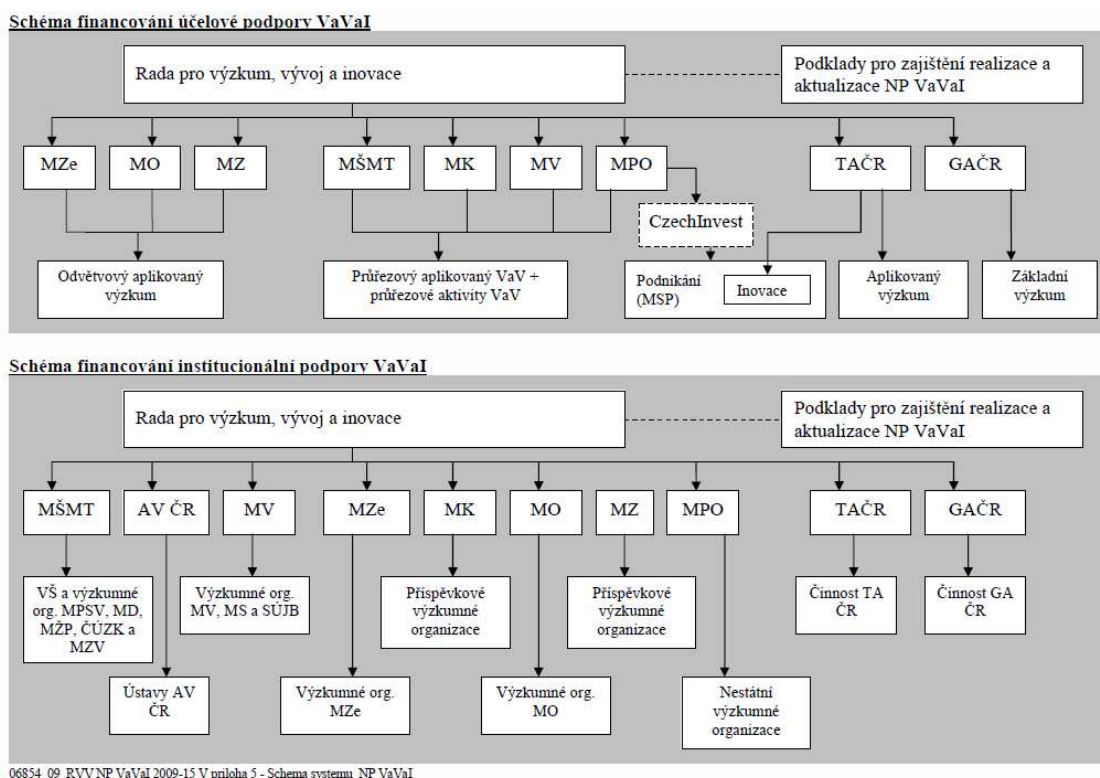 Schéma financování účelové podpory VaVaI
Rada pro výzkum, vývoj a inovace
Podklady pro zajištění realizace a
aktualizace NP VaVaI
MZe
MO
MZ
MŠMT
MK
MV
MPO
TAČR
GAČR
CzechInvest
Odvětvový aplikovaný
výzkum
Průřezový aplikovaný VaV +
průřezové aktivity VaV
Podnikání
(MSP)
Inovace
Aplikovaný
výzkum
Základní
výzkum
Schéma financování institucionální podpory VaVaI
Rada pro výzkum, vývoj a inovace
Podklady pro zajištění realizace a
aktualizace NP VaVaI
MŠMT
AV ČR
MV
MZe
MK
MO
MZ
MPO
TAČR
GAČR
VŠ a výzkumné
org. MPSV, MD,
MŽP, ČÚZK a
MZV
Výzkumné org.
MV, MS a SÚJB
Příspěvkové
výzkumné
organizace
Příspěvkové
výzkumné
organizace
Činnost TA
ČR
Činnost GA
ČR
Ústavy AV
ČR
Výzkumné org.
MZe
Výzkumné org.
MO
Nestátní
výzkumné
organizace
06854_09_RVV NP VaVaI 2009-15 V priloha 5 - Schema systemu_NP VaVaI